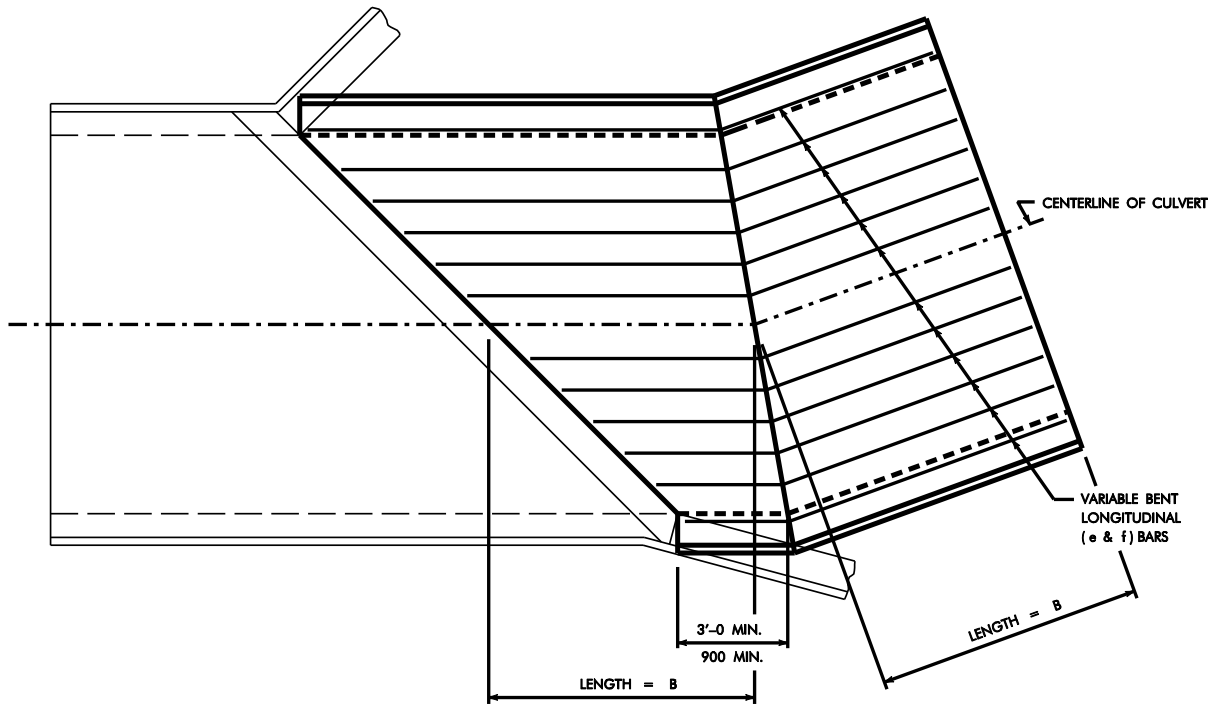 CENTERLINE OF CULVERT
VARIABLE BENT
LONGITUDINAL
( e & f ) BARS
LENGTH = B
3'-0 MIN.
900 MIN.
LENGTH = B